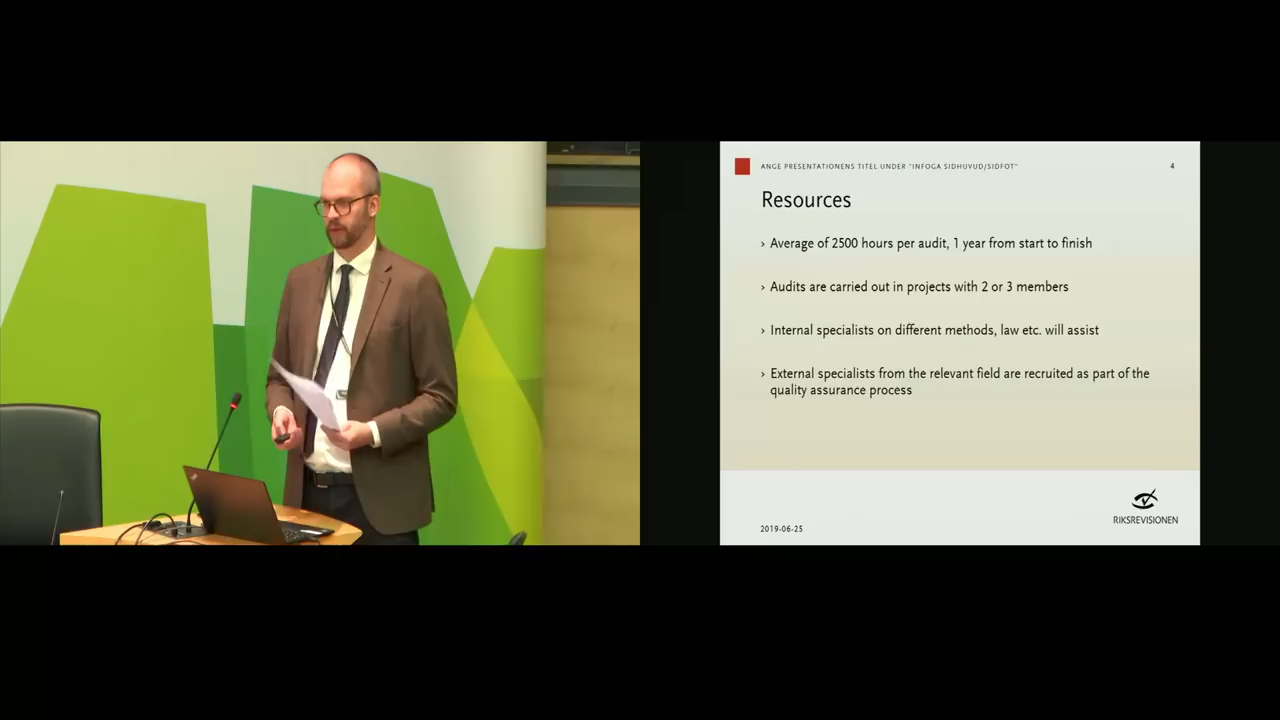 ANGE PRESENTATIONENS TITEL UNDER "INFOGA SIDHUVUD/SIDFOT"
4
Resources
› Average of 2500 hours per audit, 1 year from start to finish
› Audits are carried out in projects with 2 or 3 members
› Internal specialists on different methods, law etc. will assist
› External specialists from the relevant field are recruited as part of the
quality assurance process
2019-06-25
RIKSREVISIONEN